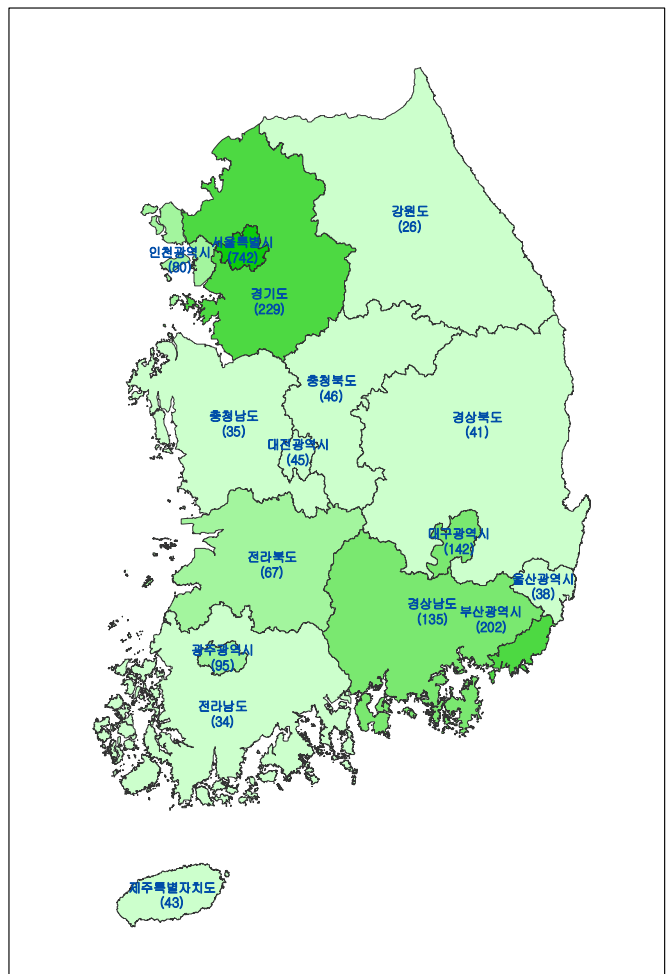 강원도
(26)
서울특별시
(742)
인천광역시
(80)
경기도
(229)
충청북도
(46)
충청남도
(35)
경상북도
(41)
대전광역시
(45)
대구광역시
(142)
전라북도
(67)
울산광역시
(38)
경상남도
(135)
부산광역시
(202)
광주광역시
(95)
전라남도
(34)
제주특별자치도
(43)